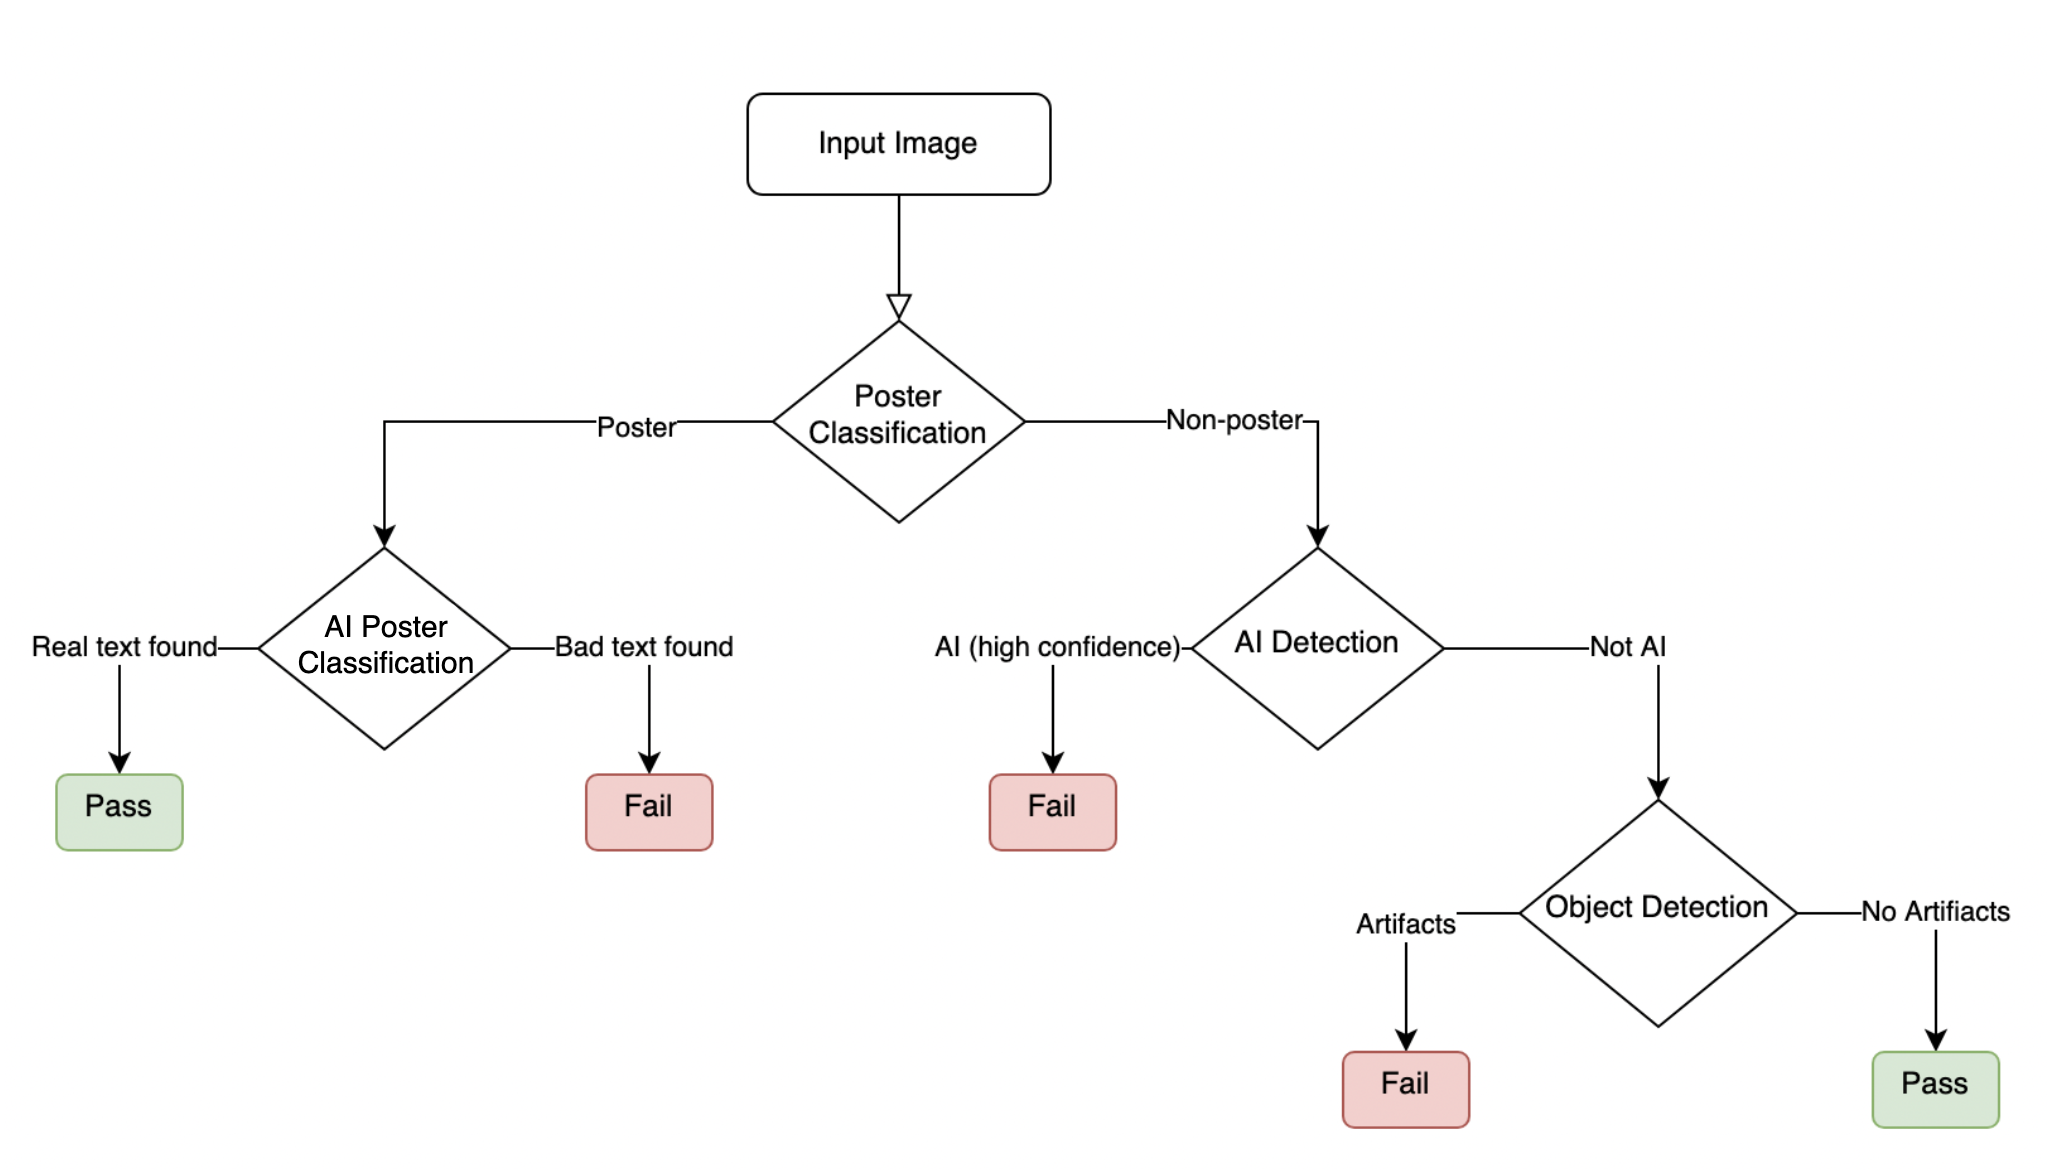 Input Image
Poster
Classification
Poster
Non-poster
AI Poster
Classification
Real text found
Bad text found
AI (high confidence)
AI Detection
Not AI
Pass
Fail
Fail
Object Detection
Artifacts
No Artifiacts
Fail
Pass